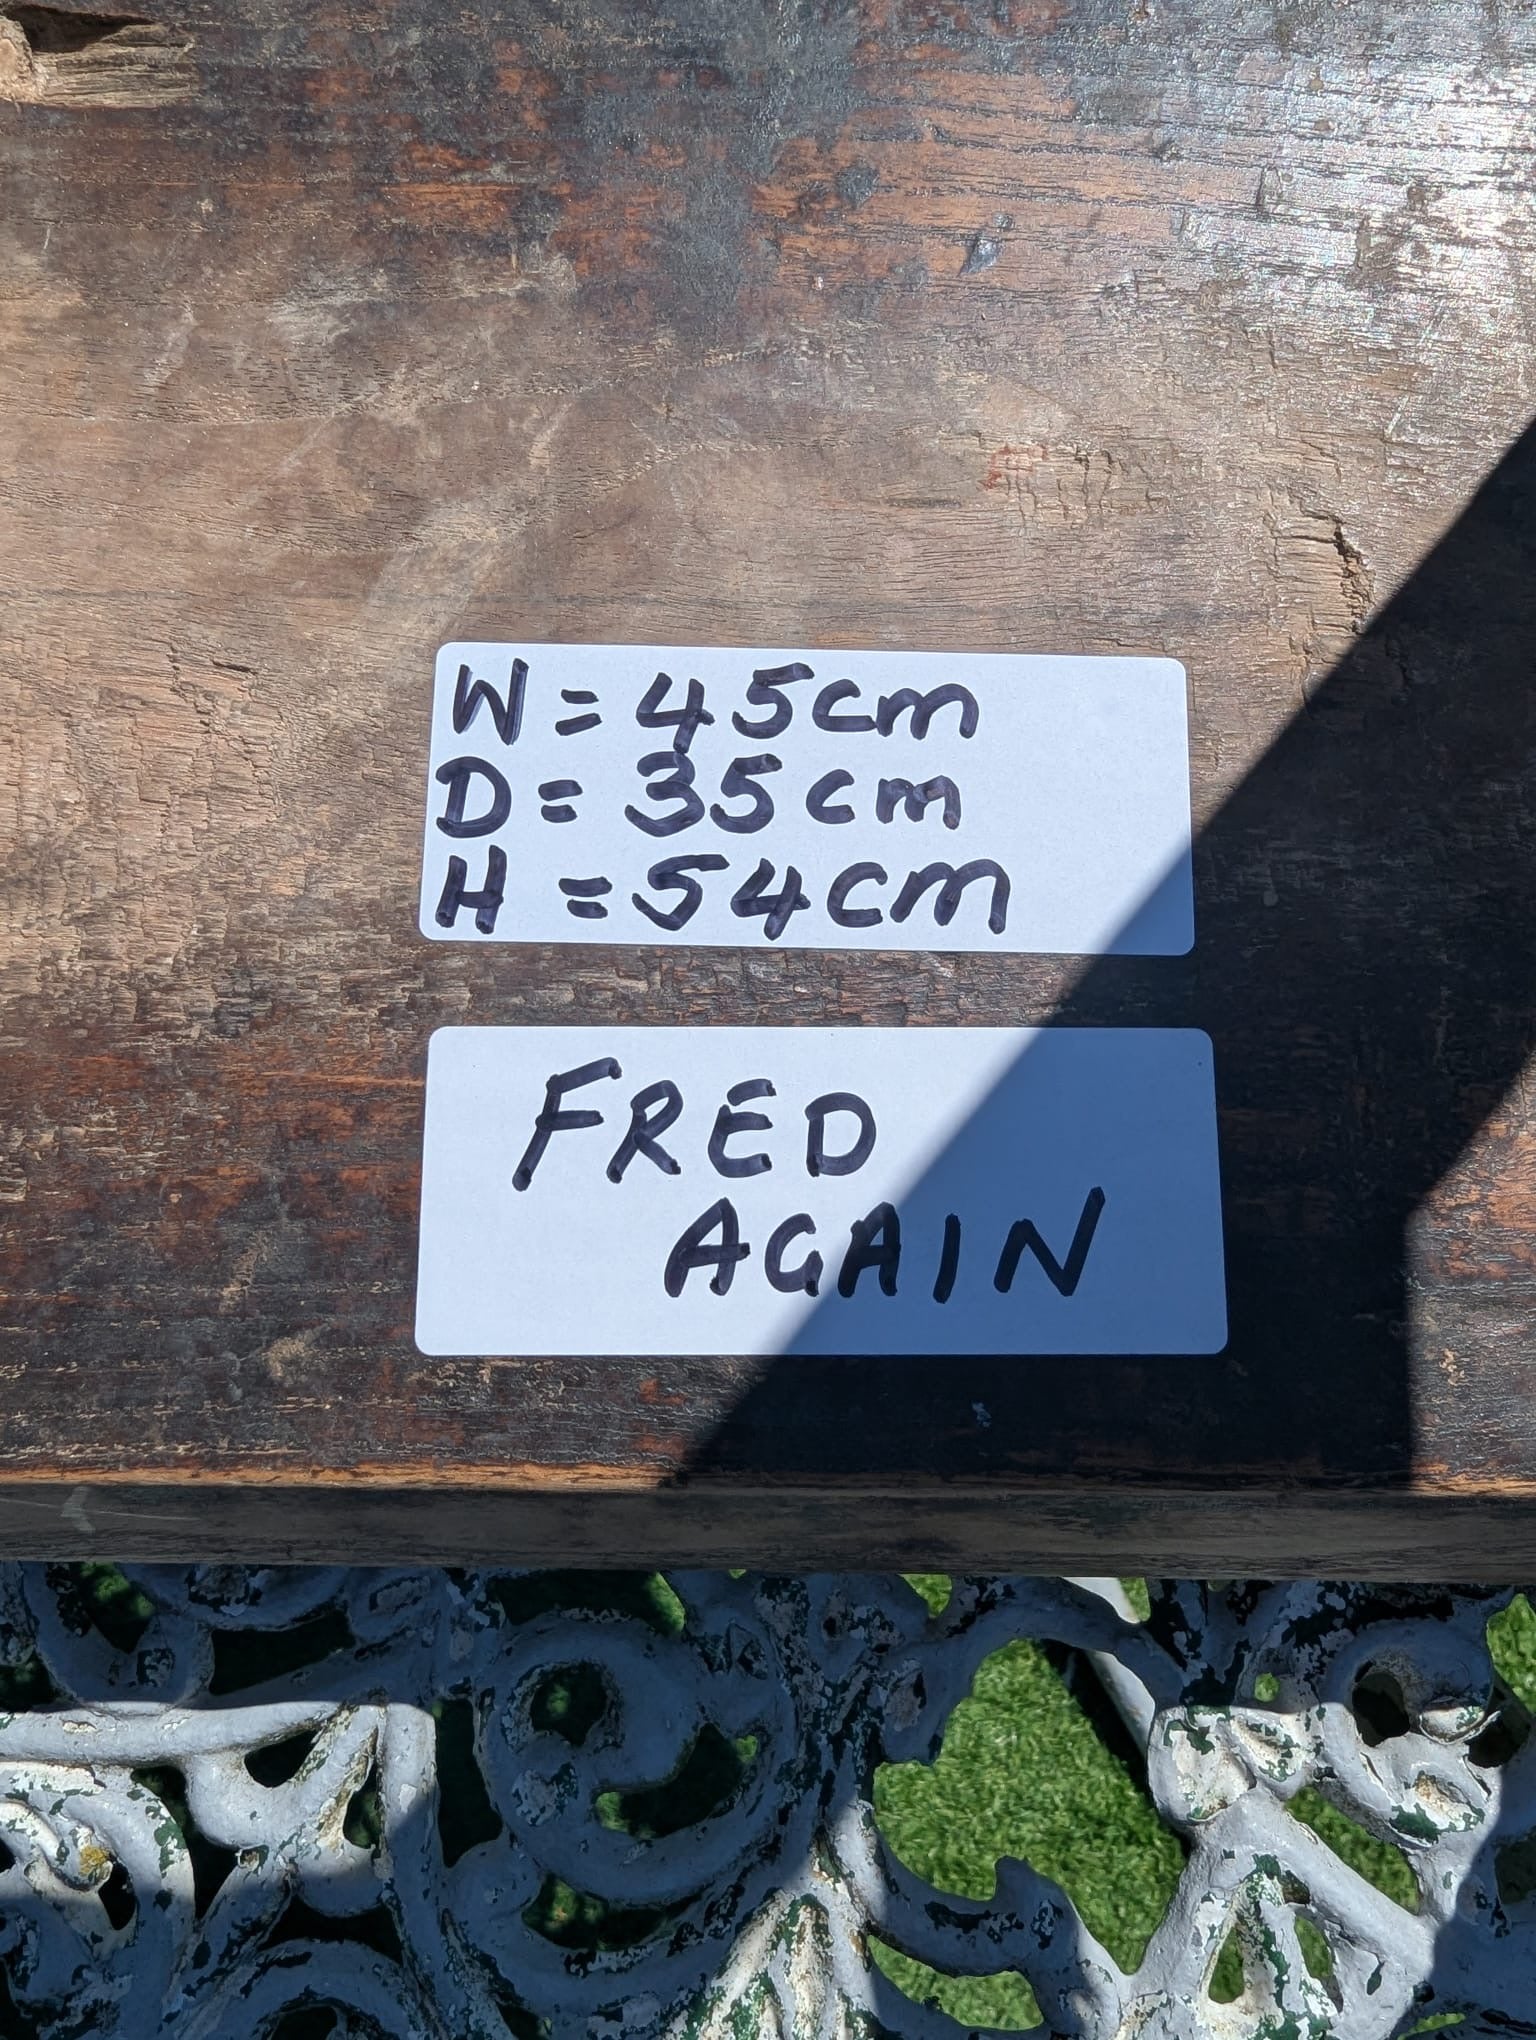 W = 45cm
D = 35cm
H = 54cm
FRED
AGAIN